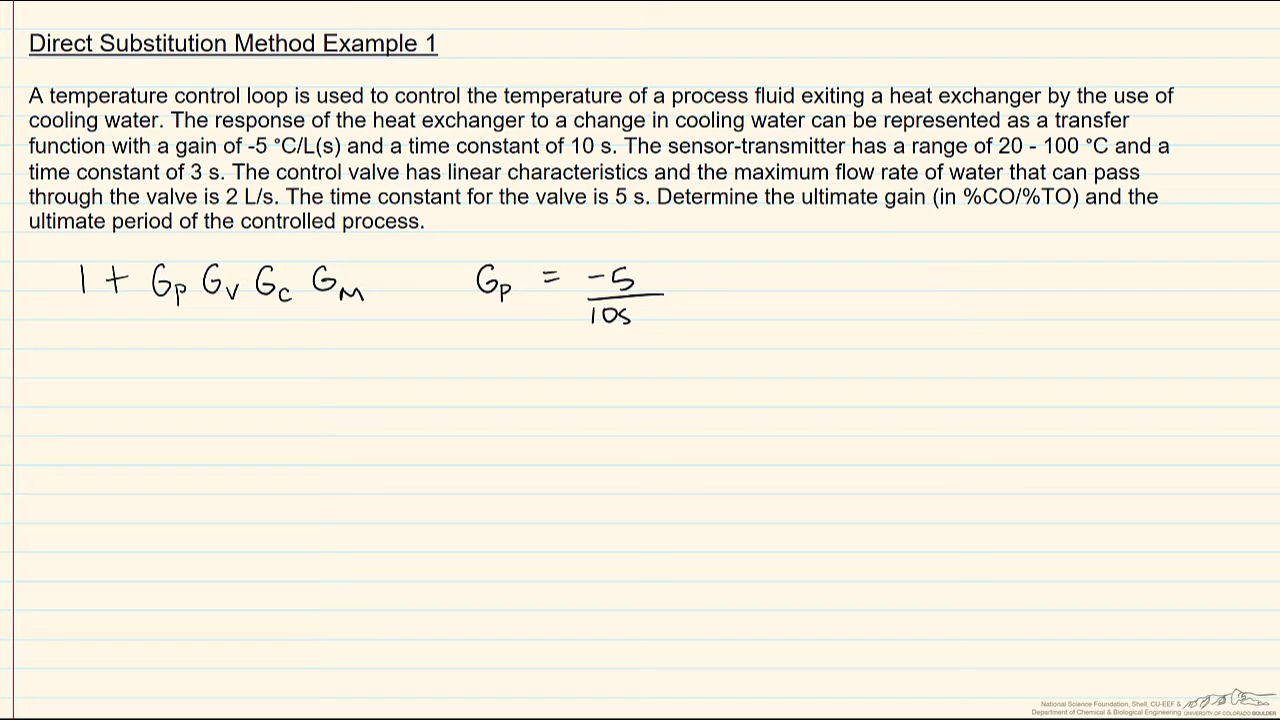 Direct Substitution Method Example 1
A temperature control loop is used to control the temperature of a process fluid exiting a heat exchanger by the use of
cooling water. The response of the heat exchanger to a change in cooling water can be represented as a transfer
function with a gain of -5 °C/L(s) and a time constant of 10 s. The sensor-transmitter has a range of 20 - 100 °C and a
time constant of 3 s. The control valve has linear characteristics and the maximum flow rate of water that can pass
through the valve is 2 L/s. The time constant for the valve is 5 s. Determine the ultimate gain (in %CO/%TO) and the
ultimate period of the controlled process.
1 + Gp Gv Gc GM Gp = -5
10s
National Science Foundation, Shell, CU-EEF &
Department of Chemical & Biological Engineering UNIVERSITY OF COLORADO BOULDER